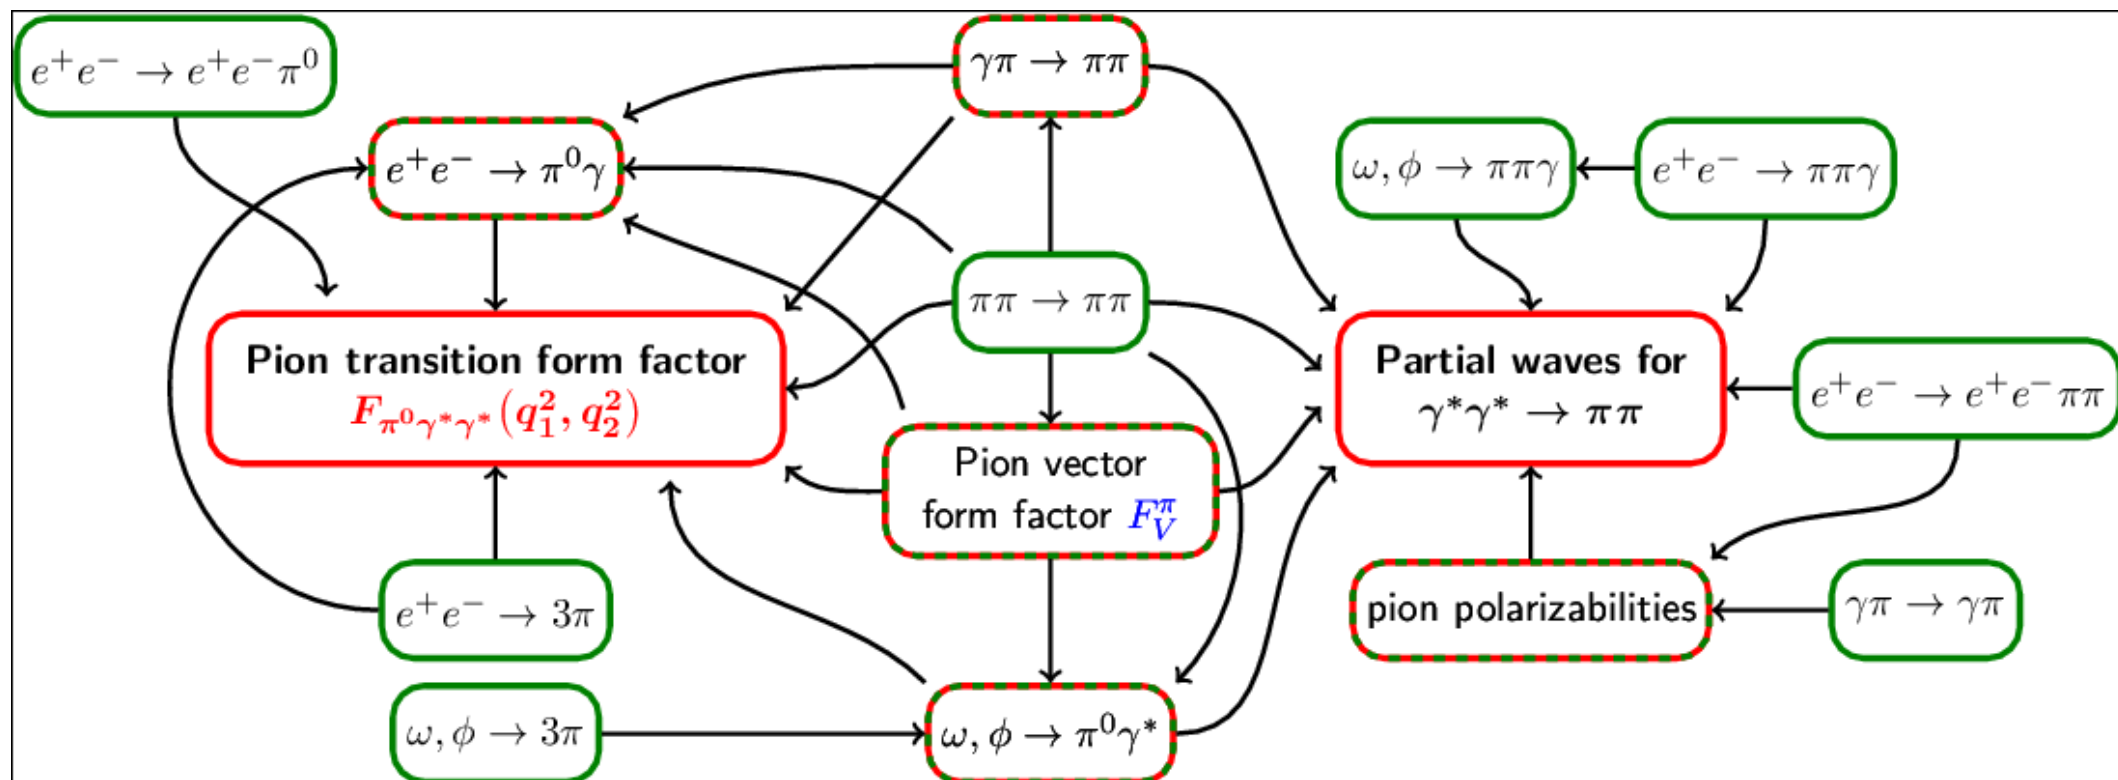 e⁺e⁻ → e⁺e⁻π⁰
γπ → ππ
e⁺e⁻ → π⁰γ
ω, ϕ → ππγ
e⁺e⁻ → ππγ
ππ → ππ
Pion transition form factor
F_{π⁰γ*γ*}(q₁², q₂²)
Partial waves for
γ*γ* → ππ
e⁺e⁻ → e⁺e⁻ππ
Pion vector
form factor F_V^π
e⁺e⁻ → 3π
pion polarizabilities
γπ → γπ
ω, ϕ → 3π
ω, ϕ → π⁰γ*